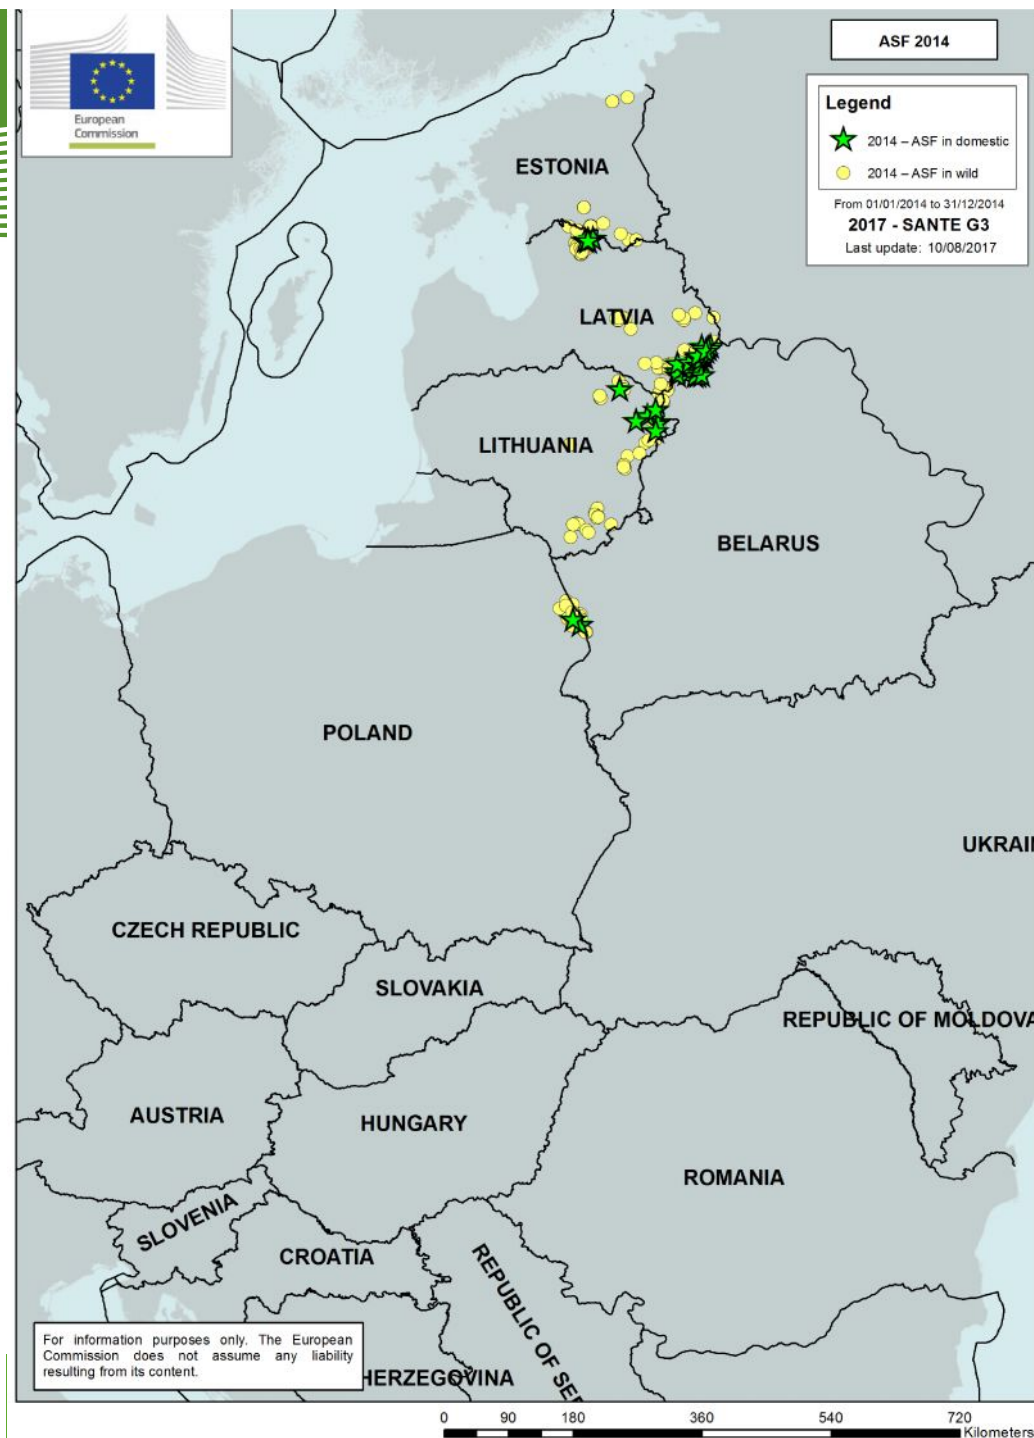 European
Commission
ASF 2014
Legend
2014 – ASF in domestic
2014 – ASF in wild
From 01/01/2014 to 31/12/2014
2017 - SANTE G3
Last update: 10/08/2017
ESTONIA
LATVIA
LITHUANIA
BELARUS
POLAND
UKRAI
CZECH REPUBLIC
SLOVAKIA
REPUBLIC OF MOLDOVA
AUSTRIA
HUNGARY
ROMANIA
SLOVENIA
CROATIA
REPUBLIC OF SER
HERZEGOVINA
For information purposes only. The European
Commission does not assume any liability
resulting from its content.
0 90 180 360 540 720
Kilometers